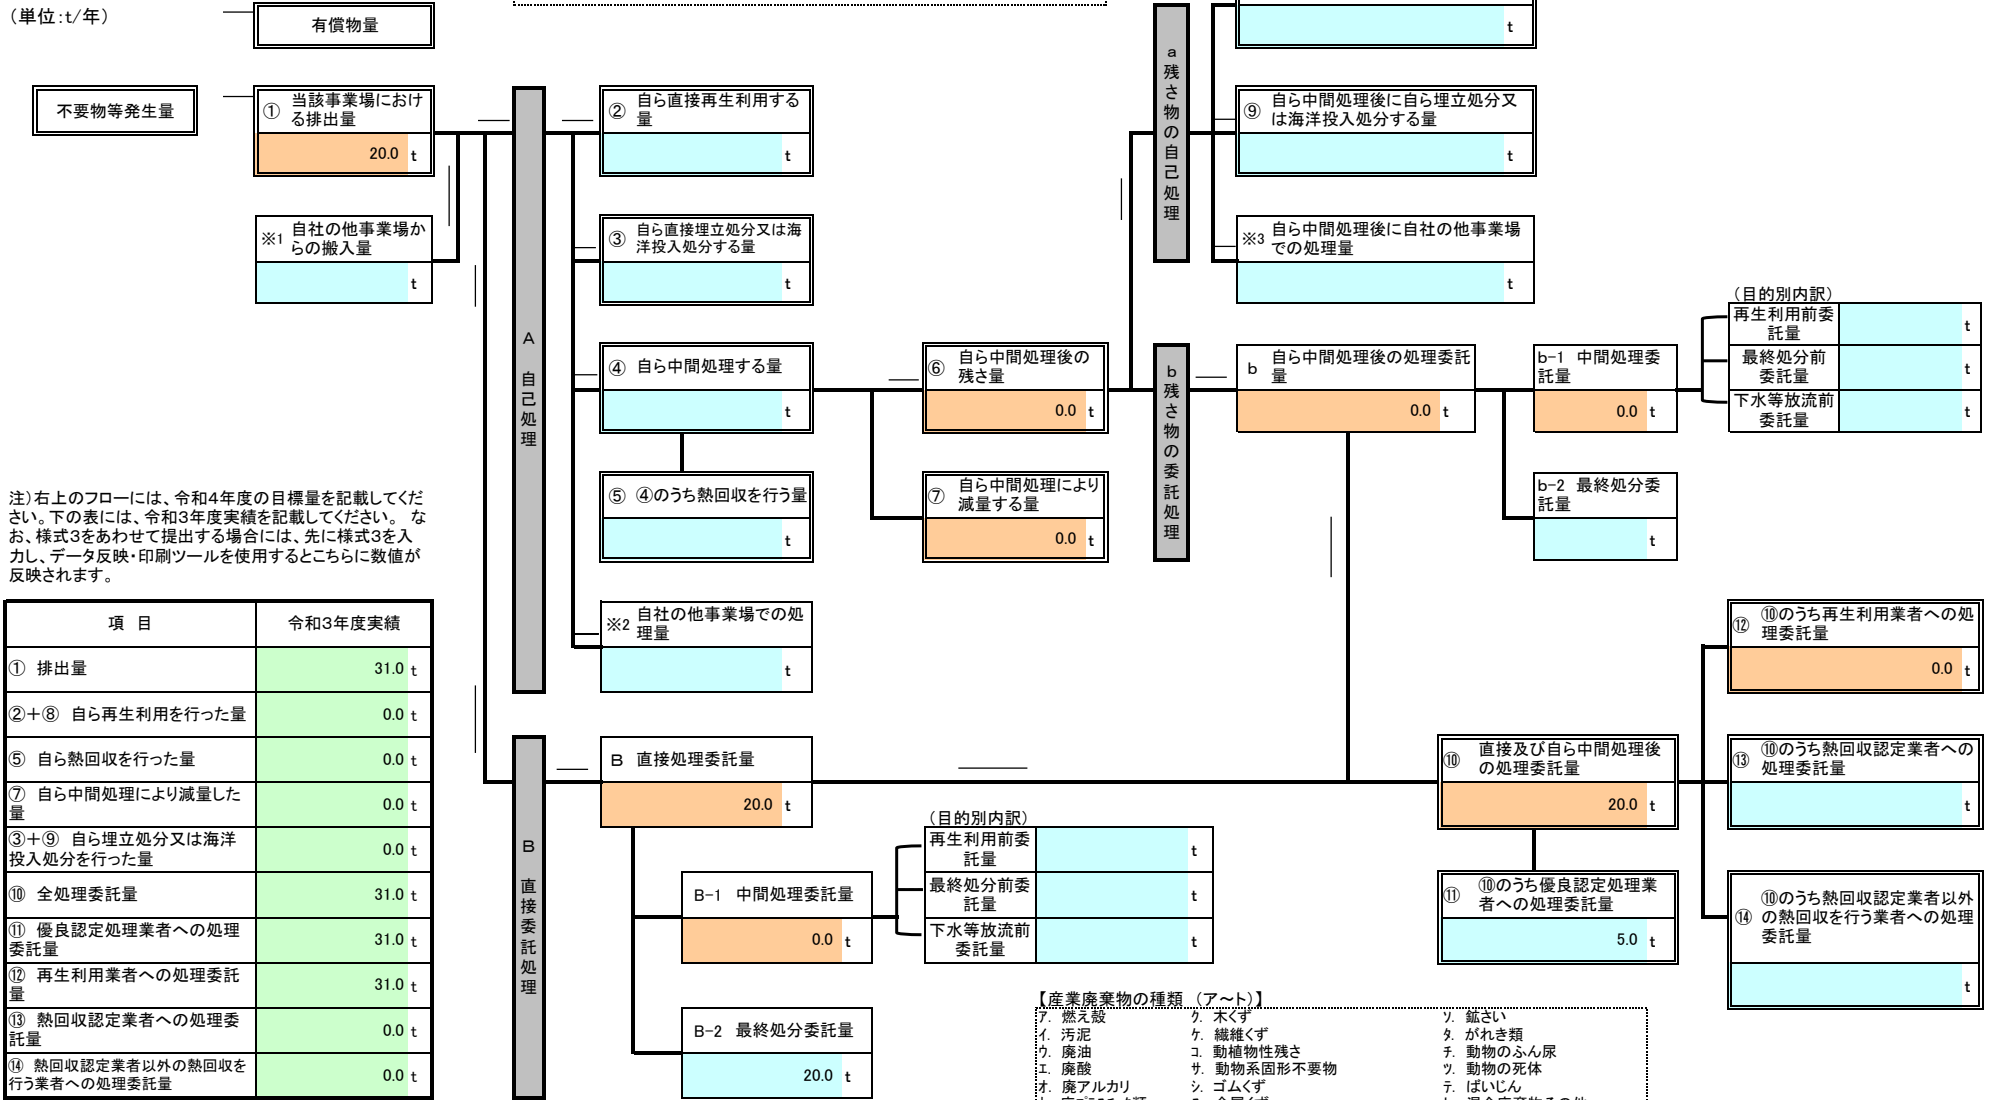 （単位:t/年）
有償物量
t
不要物等発生量
① 当該事業場におけ
る排出量
20.0 t
※1 自社の他事業場か
らの搬入量
t
A 自己処理
② 自ら直接再生利用する
量
t
③ 自ら直接埋立処分又は海
洋投入処分する量
t
④ 自ら中間処理する量
t
⑤ ④のうち熱回収を行う量
t
※2 自社の他事業場での処
理量
t
⑥ 自ら中間処理後の
残さ量
0.0 t
⑦ 自ら中間処理により
減量する量
0.0 t
a 残さ物の自己処理
⑨ 自ら中間処理後に自ら埋立処分又
は海洋投入処分する量
t
※3 自ら中間処理後に自社の他事業場
での処理量
t
b 残さ物の委託処理
b 自ら中間処理後の処理委託
量
0.0 t
b-1 中間処理委
託量
0.0 t
（目的別内訳）
再生利用前委
託量
t
最終処分前
委託量
t
下水等放流前
委託量
t
b-2 最終処分委
託量
t
注）右上のフローには、令和4年度の目標量を記載してくだ
さい。下の表には、令和3年度実績を記載してください。 な
お、様式3をあわせて提出する場合には、先に様式3を入
力し、データ反映・印刷ツールを使用するとこちらに数値が
反映されます。
項 目 令和3年度実績
① 排出量 31.0 t
②＋⑧ 自ら再生利用を行った量 0.0 t
⑤ 自ら熱回収を行った量 0.0 t
⑦ 自ら中間処理により減量した
量 0.0 t
③＋⑨ 自ら埋立処分又は海洋
投入処分を行った量 0.0 t
⑩ 全処理委託量 31.0 t
⑪ 優良認定処理業者への処理
委託量 31.0 t
⑫ 再生利用業者への処理委託
量 31.0 t
⑬ 熱回収認定業者への処理委
託量 0.0 t
⑭ 熱回収認定業者以外の熱回収を
行う業者への処理委託量 0.0 t
B 直接委託処理
B 直接処理委託量
20.0 t
B-1 中間処理委託量
0.0 t
（目的別内訳）
再生利用前委
託量
t
最終処分前委
託量
t
下水等放流前
委託量
t
B-2 最終処分委託量
20.0 t
⑩ 直接及び自ら中間処理後
の処理委託量
20.0 t
⑪ ⑩のうち優良認定処理業
者への処理委託量
5.0 t
⑫ ⑩のうち再生利用業者への処
理委託量
0.0 t
⑬ ⑩のうち熱回収認定業者への
処理委託量
t
⑭ ⑩のうち熱回収認定業者以外
の熱回収を行う業者への処理
委託量
t
【産業廃棄物の種類 （ア～ト）】
ア. 燃え殻 ク. 木くず ソ. 鉱さい
イ. 汚泥 ケ. 繊維くず タ. がれき類
ウ. 廃油 コ. 動植物性残さ チ. 動物のふん尿
エ. 廃酸 サ. 動物系固形不要物 ツ. 動物の死体
オ. 廃アルカリ シ. ゴムくず テ. ばいじん